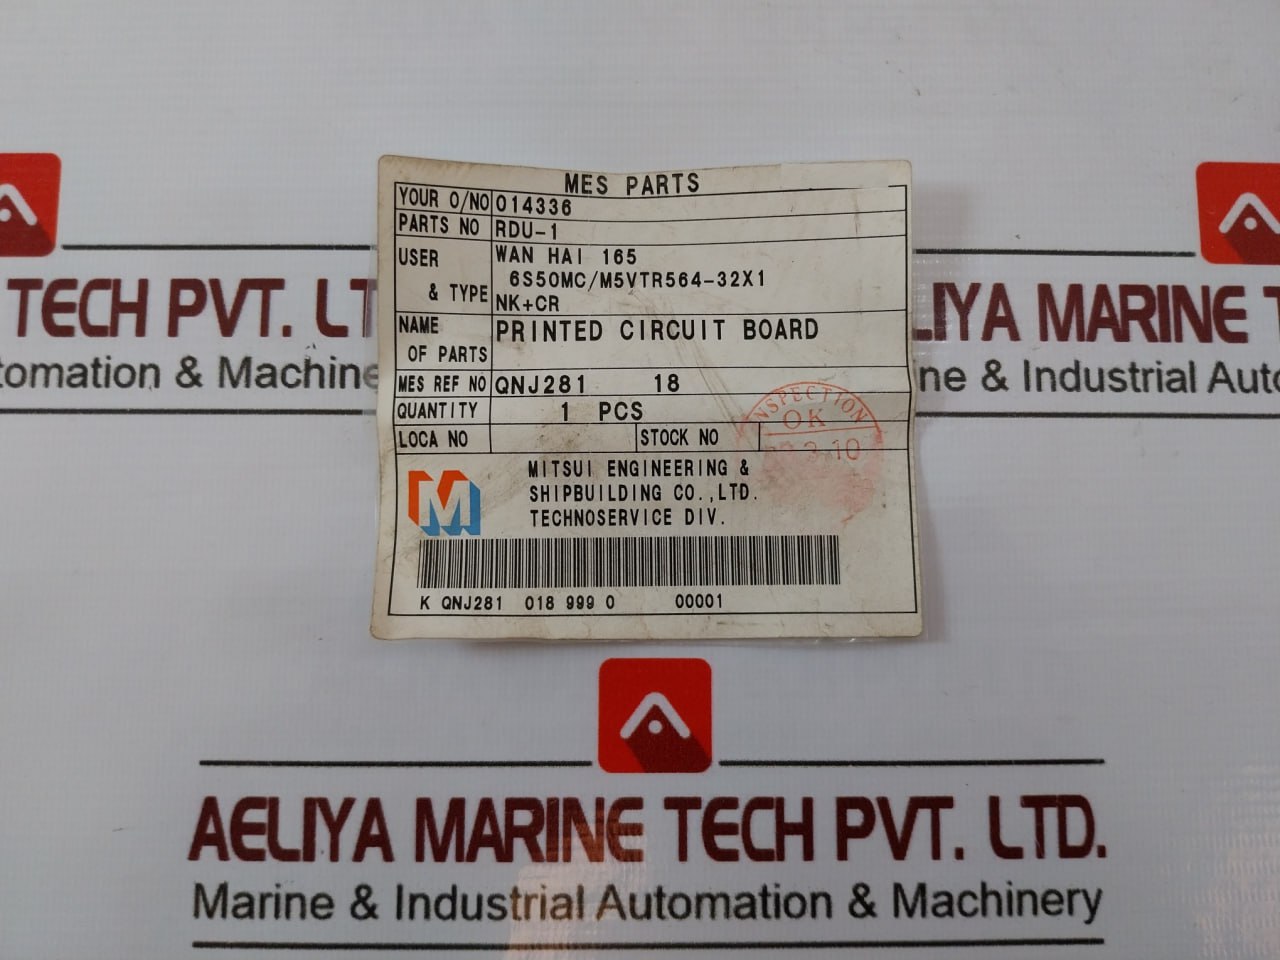 MES PARTS
YOUR O/NO 014336
PARTS NO RDU-1
USER & TYPE WAN HAI 165
6S50MC/M5VTR564-32X1
NK+CR
NAME OF PARTS PRINTED CIRCUIT BOARD
MES REF NO QNJ281 18
QUANTITY 1 PCS
LOCA NO STOCK NO
INSPECTION
OK
3.10
M
MITSUI ENGINEERING &
SHIPBUILDING CO.,LTD.
TECHNOSERVICE DIV.
K QNJ281 018 999 0 00001
TECH PVT. LT
tomation & Machine
LIYA MARINE T
ne & Industrial Auto
AELIYA MARINE TECH PVT. LTD.
Marine & Industrial Automation & Machinery